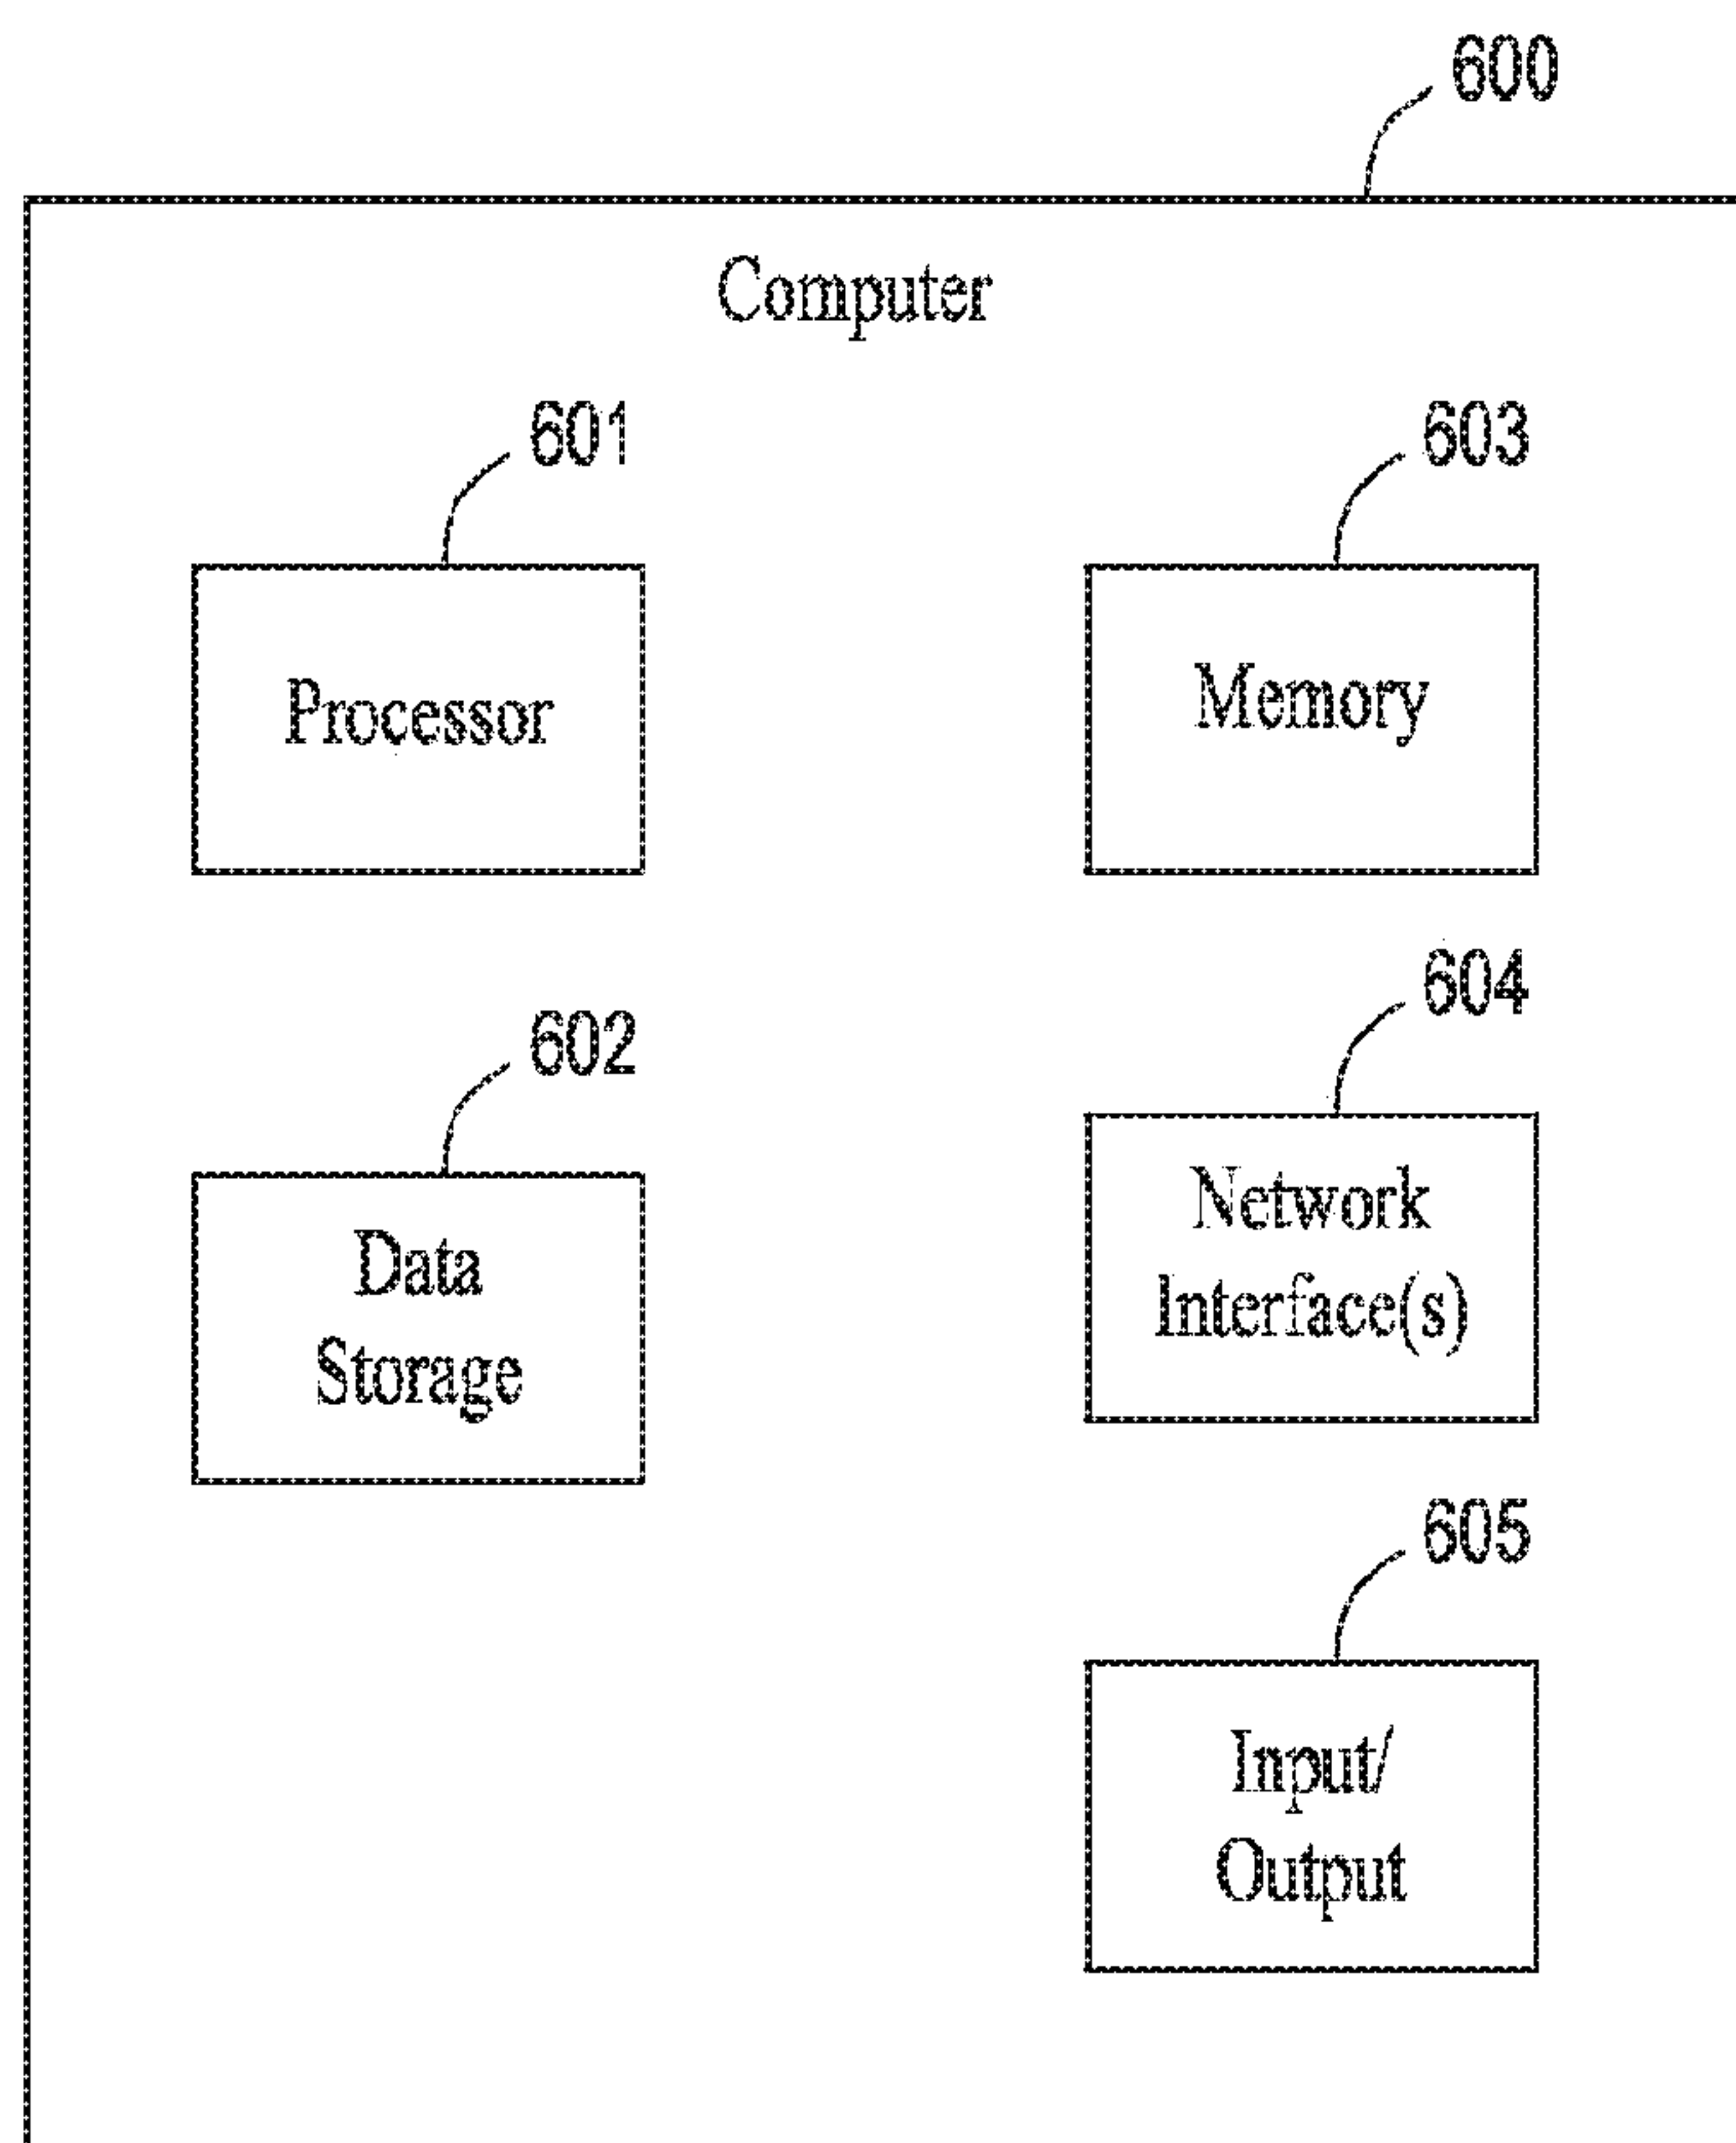 600
Computer
601
603
Processor
Memory
602
604
Data
Storage
Network
Interface(s)
605
Input/
Output